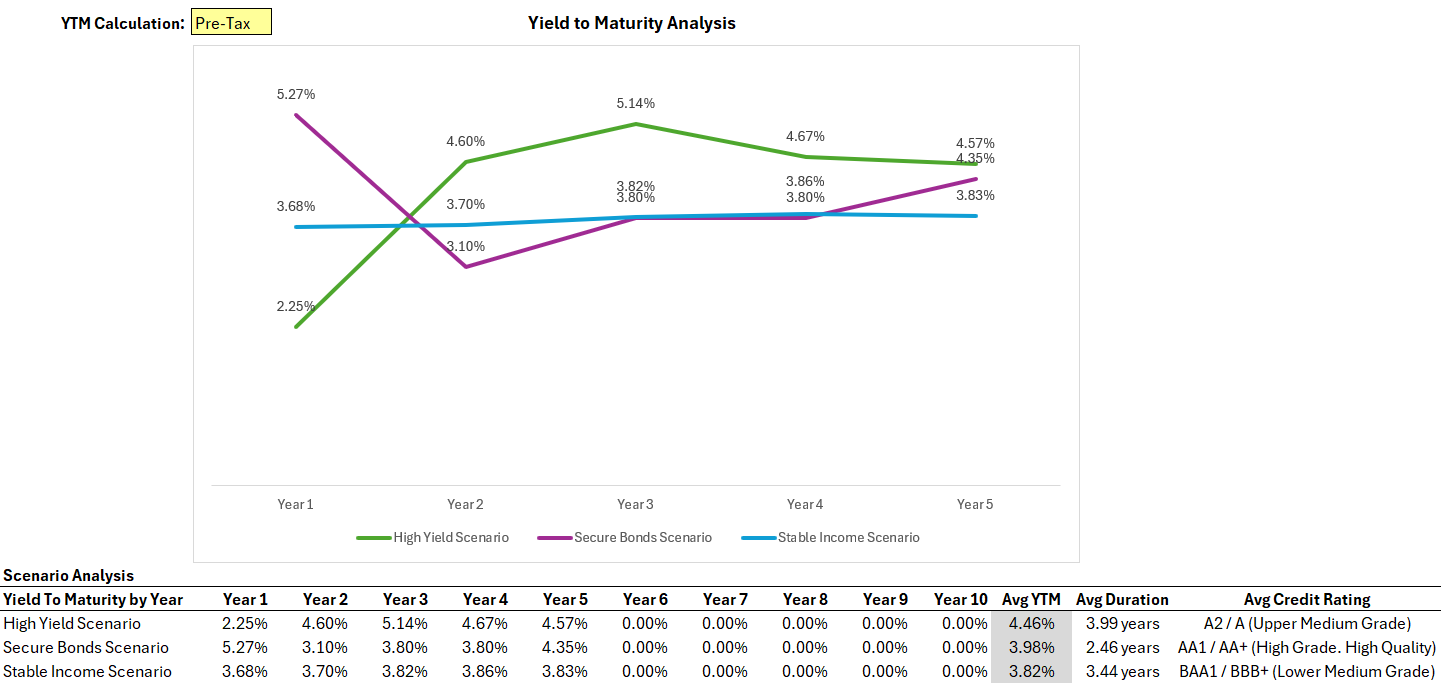 YTM Calculation: Pre-Tax Yield to Maturity Analysis
5.27%
5.14%
4.60%
4.67%
4.57%
4.35%
3.82%
3.86%
3.80%
3.80%
3.83%
3.68%
3.70%
3.10%
2.25%
Year 1 Year 2 Year 3 Year 4 Year 5
High Yield Scenario Secure Bonds Scenario Stable Income Scenario
Scenario Analysis
Yield To Maturity by Year Year 1 Year 2 Year 3 Year 4 Year 5 Year 6 Year 7 Year 8 Year 9 Year 10 Avg YTM Avg Duration Avg Credit Rating
High Yield Scenario 2.25% 4.60% 5.14% 4.67% 4.57% 0.00% 0.00% 0.00% 0.00% 0.00% 4.46% 3.99 years A2 / A (Upper Medium Grade)
Secure Bonds Scenario 5.27% 3.10% 3.80% 3.80% 4.35% 0.00% 0.00% 0.00% 0.00% 0.00% 3.98% 2.46 years AA1 / AA+ (High Grade. High Quality)
Stable Income Scenario 3.68% 3.70% 3.82% 3.86% 3.83% 0.00% 0.00% 0.00% 0.00% 0.00% 3.82% 3.44 years BAA1 / BBB+ (Lower Medium Grade)